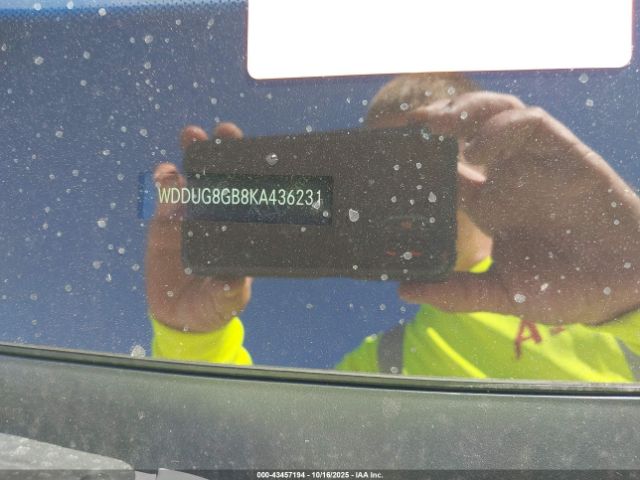 WDDUG8GB8KA436231
A
000-43457194 - 10/16/2025 - IAA Inc.